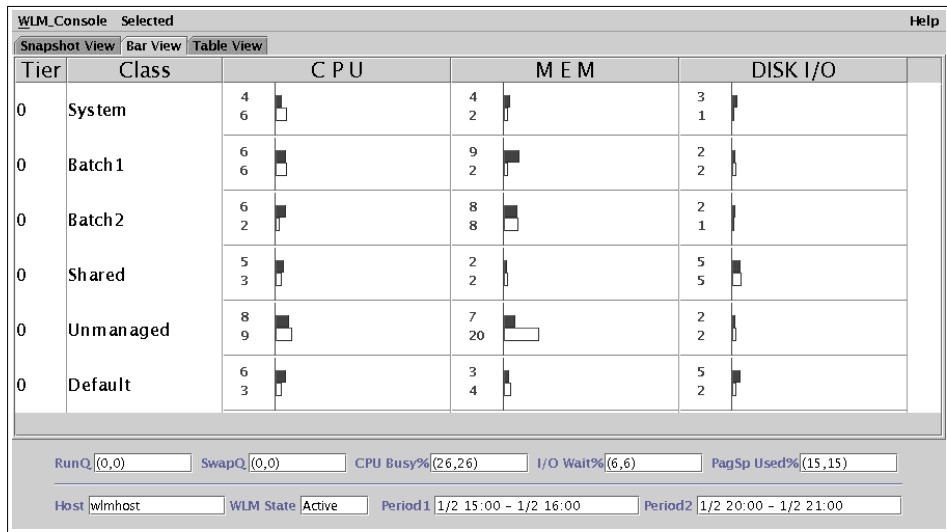 WLM_Console Selected Help
Snapshot View Bar View Table View
Tier Class C P U M E M DISK I/O
0 System 4 6 4 2 3 1
0 Batch1 6 6 9 2 2 2
0 Batch2 6 2 8 8 2 1
0 Shared 5 3 2 2 5 5
0 Unmanaged 8 9 7 20 2 2
0 Default 6 3 3 4 5 2
RunQ (0,0) SwapQ (0,0) CPU Busy% (26,26) I/O Wait% (6,6) PagSp Used% (15,15)
Host wlmhost WLM State Active Period1 1/2 15:00 - 1/2 16:00 Period2 1/2 20:00 - 1/2 21:00